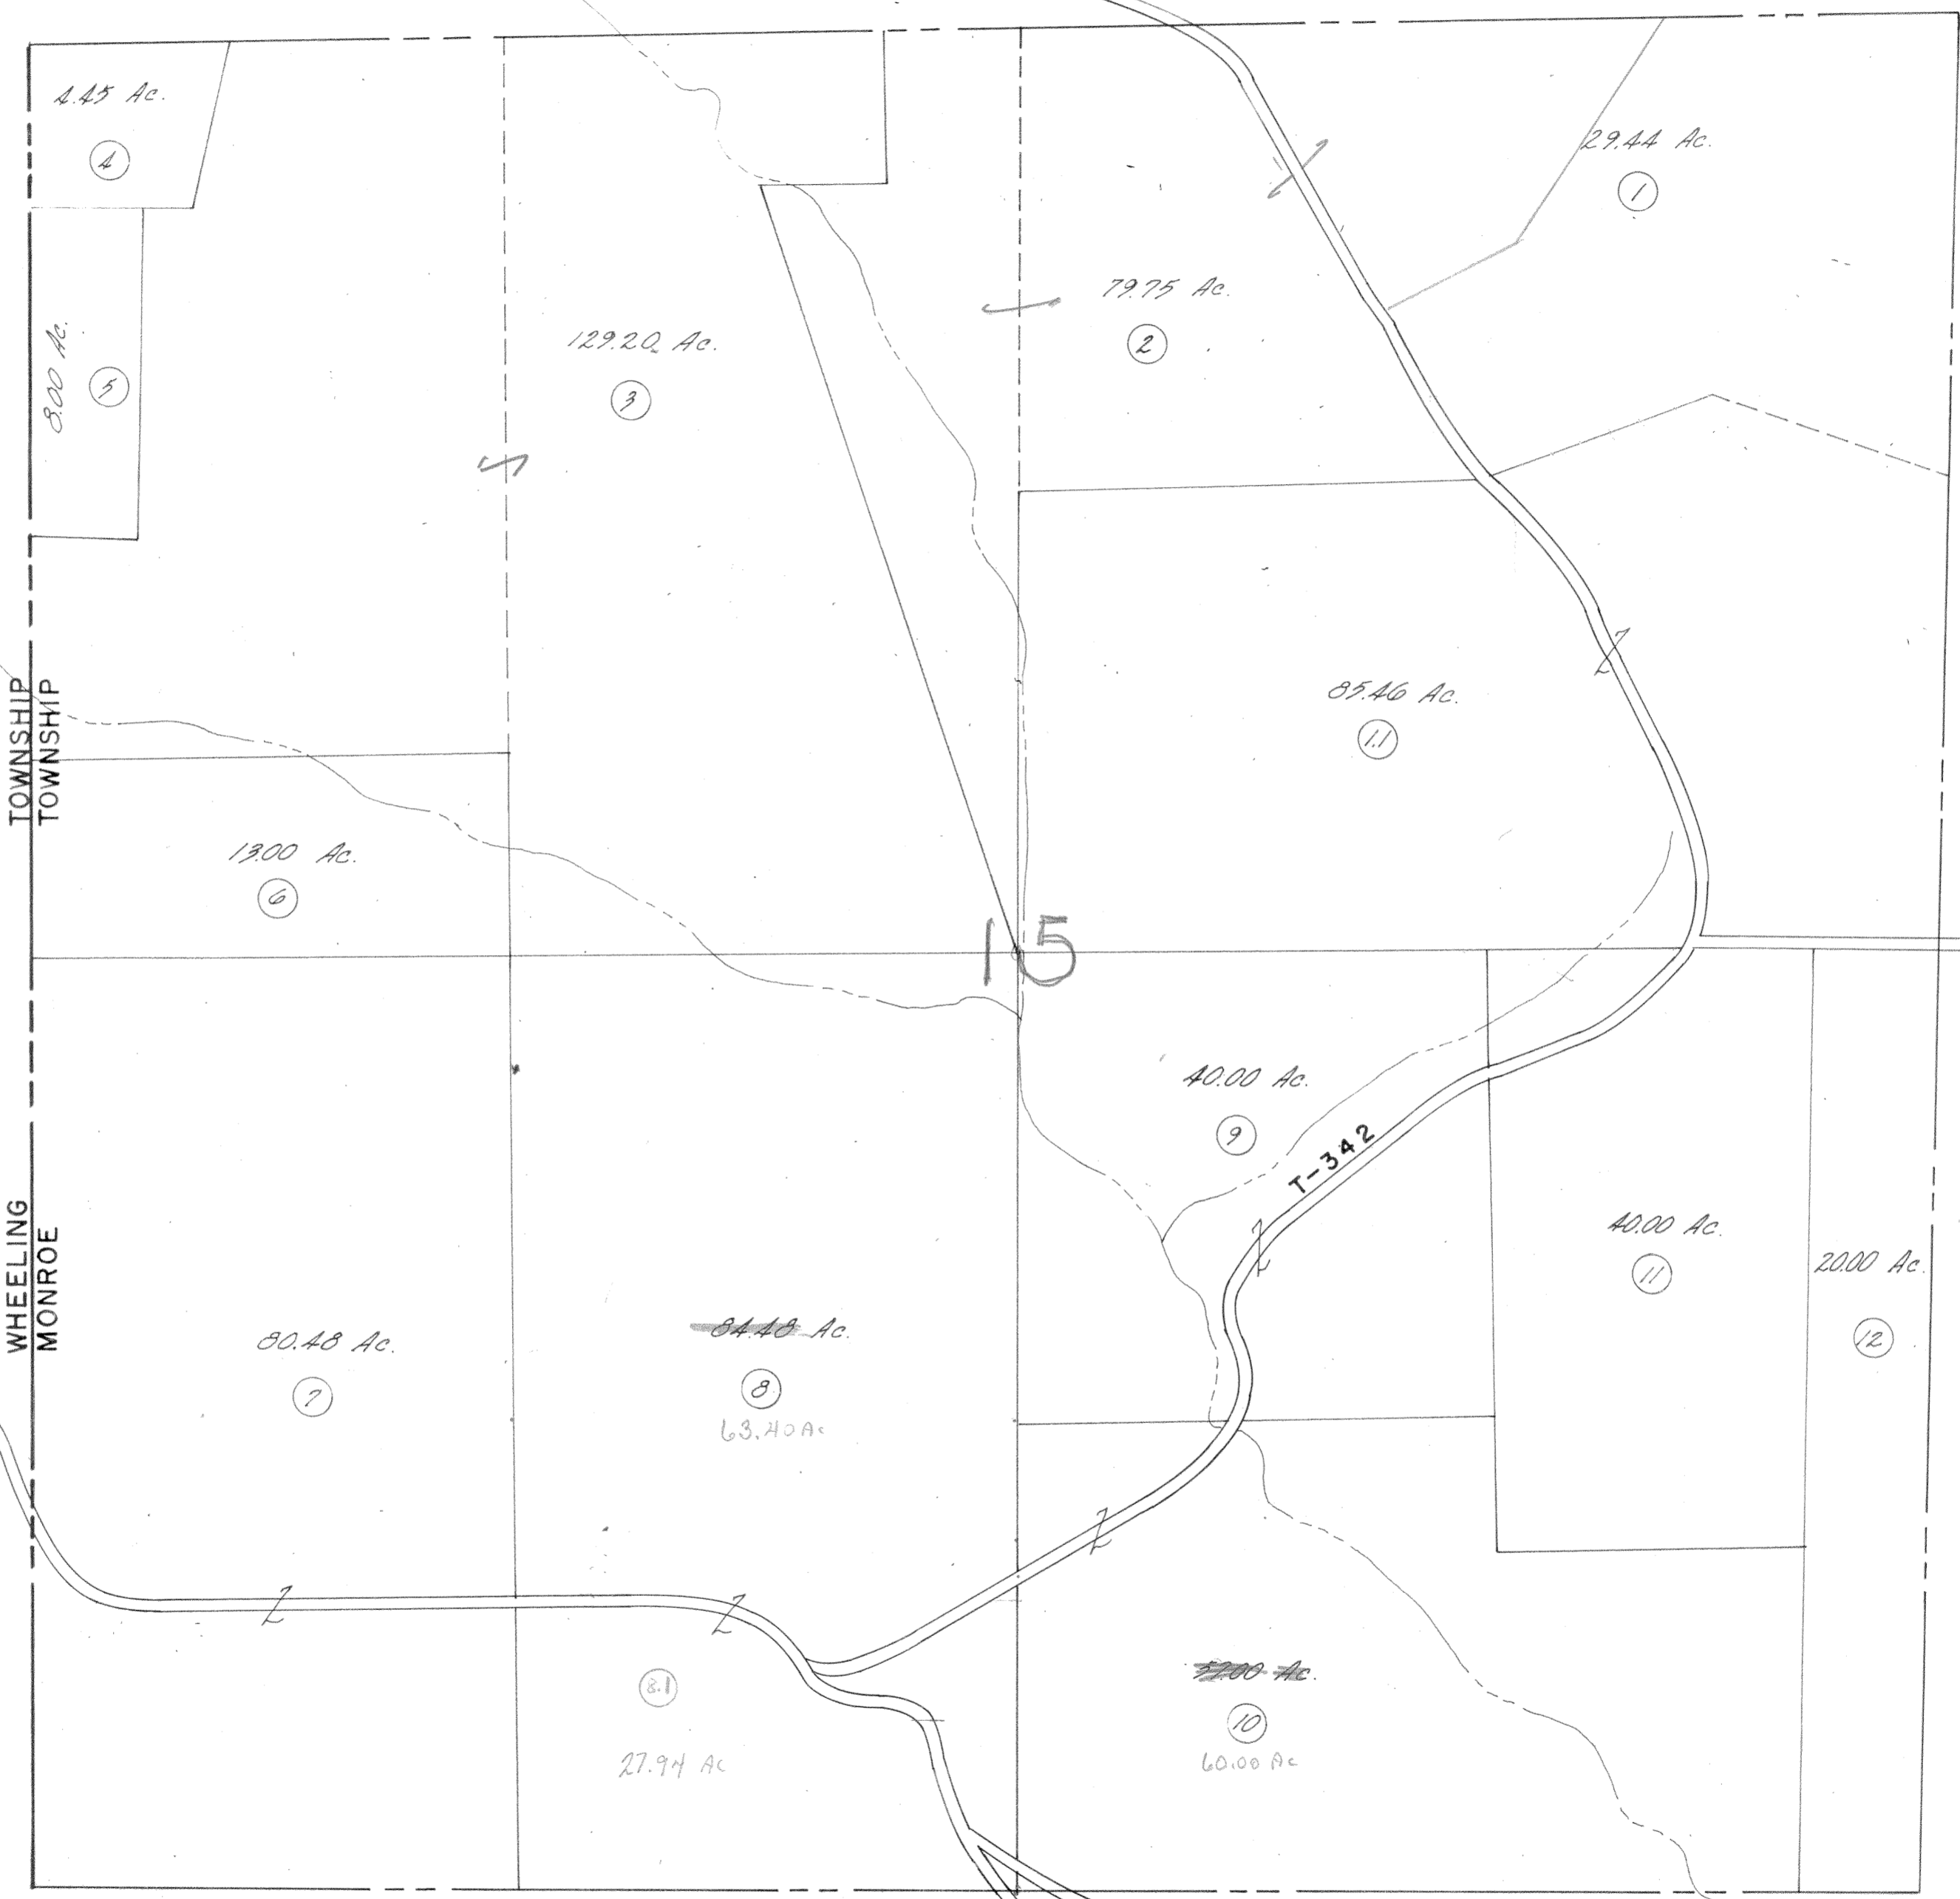 4.45 Ac.
4
29.44 Ac.
1
79.75 Ac.
2
129.20 Ac.
3
8.00 Ac.
5
85.46 Ac.
1.1
TOWNSHIP
TOWNSHIP
13.00 Ac.
6
15
40.00 Ac.
9
T-342
40.00 Ac.
11
20.00 Ac.
12
WHEELING
MONROE
80.48 Ac.
7
84.48 Ac.
8
63.40 Ac
8.1
27.94 Ac
Ac.
10
60.00 Ac